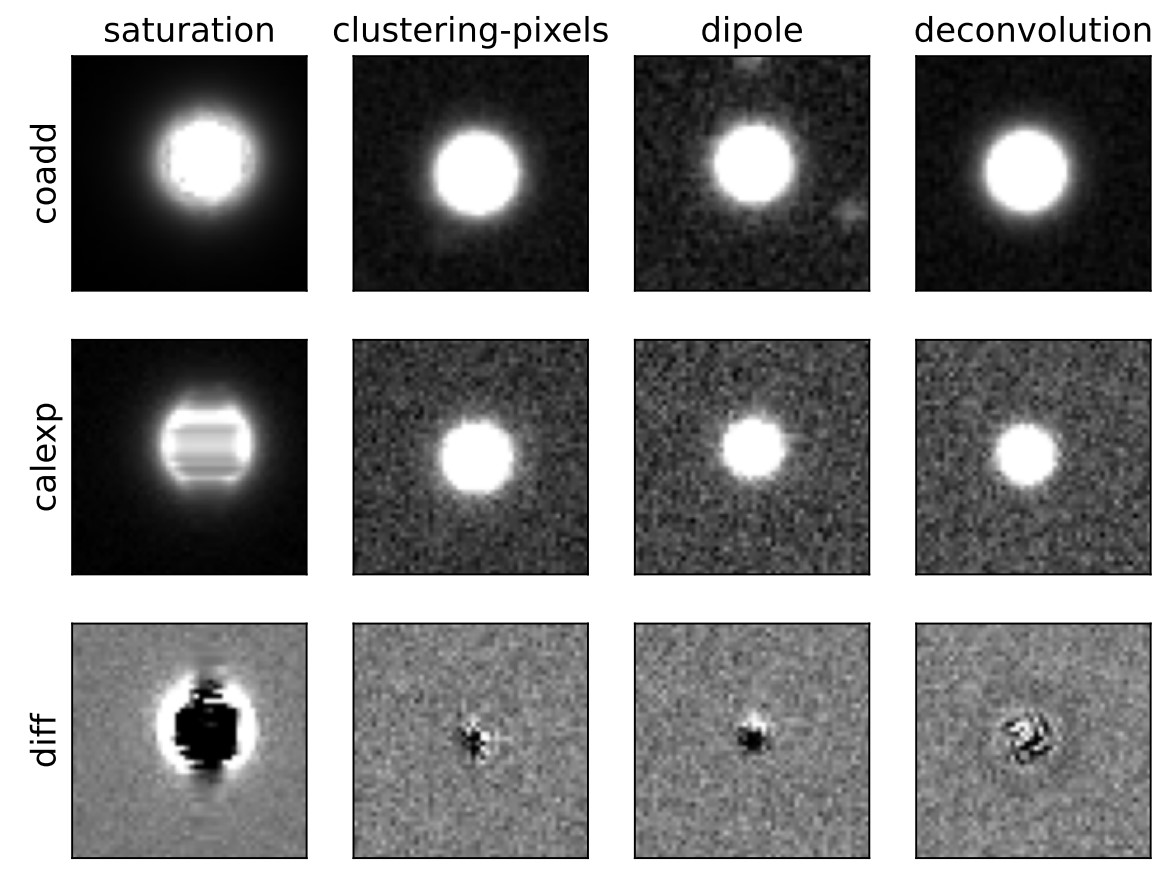 saturation
clustering-pixels
dipole
deconvolution
coadd
calexp
diff